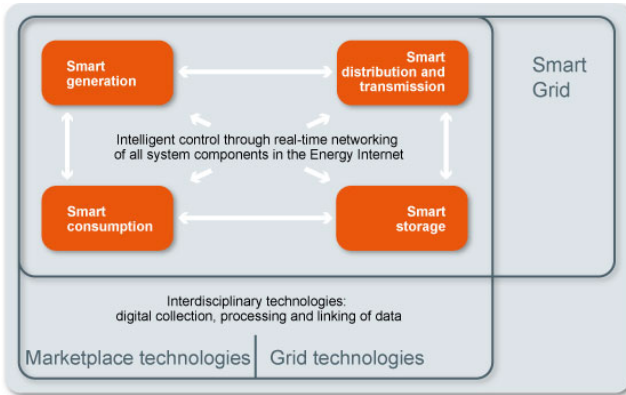 Smart
generation
Smart
distribution and
transmission
Smart
Grid
Intelligent control through real-time networking
of all system components in the Energy Internet
Smart
consumption
Smart
storage
Interdisciplinary technologies:
digital collection, processing and linking of data
Marketplace technologies
Grid technologies